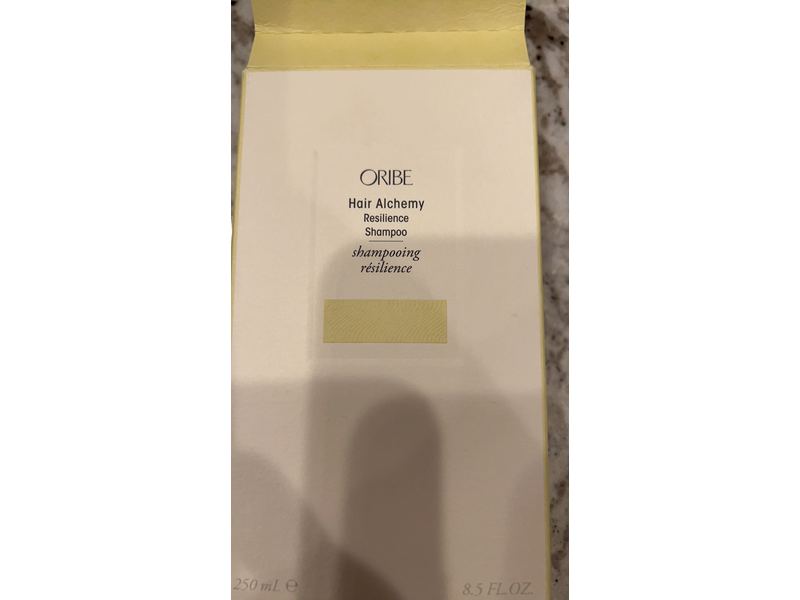 ORIBE
Hair Alchemy
Resilience
Shampoo
shampooing
résilience
250 mL ℮
8.5 FL.OZ.